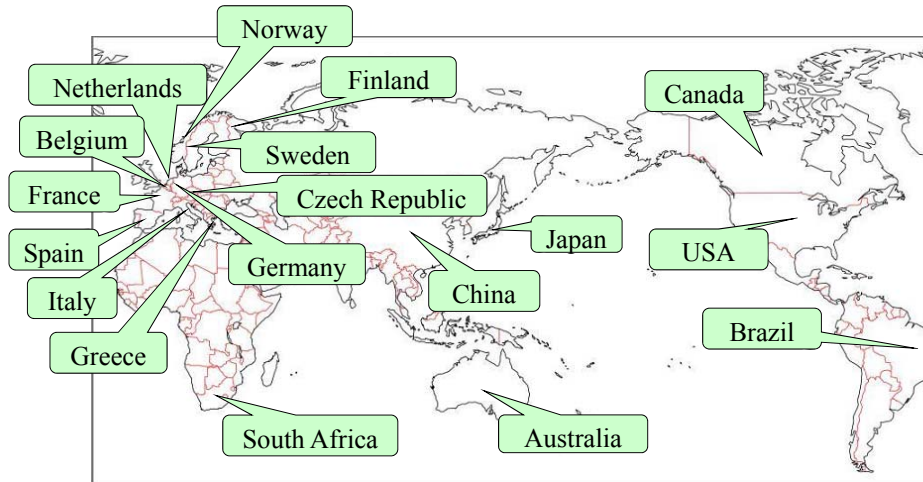 Norway
Netherlands
Finland
Canada
Belgium
Sweden
France
Czech Republic
Spain
Japan
USA
Germany
Italy
China
Brazil
Greece
South Africa
Australia